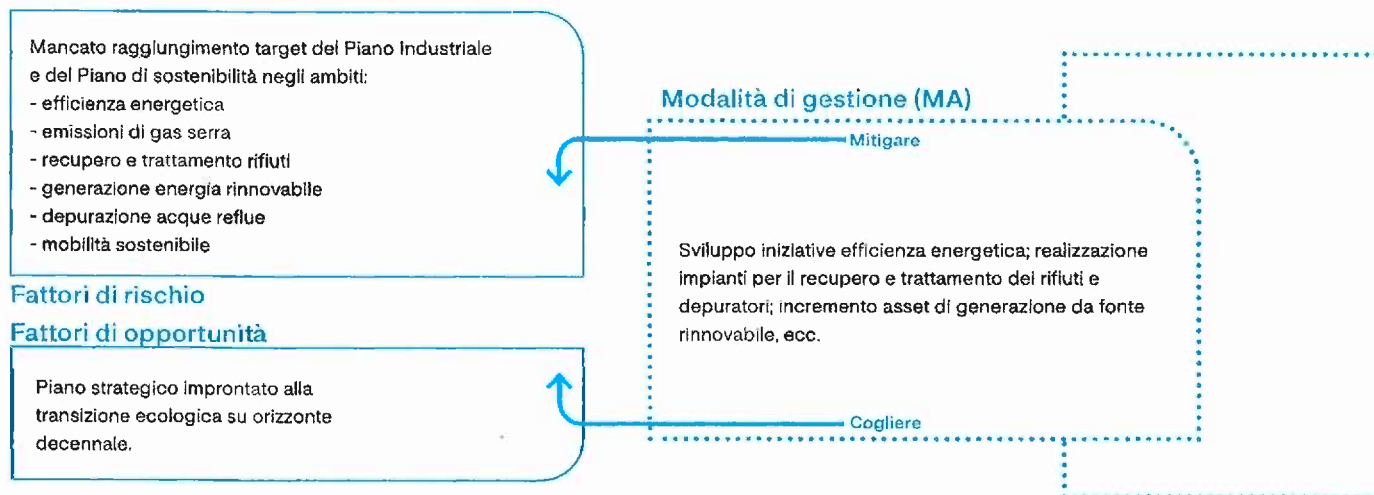 Mancato raggiungimento target del Piano Industriale
e del Piano di sostenibilità negli ambiti:
- efficienza energetica
- emissioni di gas serra
- recupero e trattamento rifiuti
- generazione energia rinnovabile
- depurazione acque reflue
- mobilità sostenibile
Fattori di rischio
Fattori di opportunità
Piano strategico improntato alla
transizione ecologica su orizzonte
decennale.
Modalità di gestione (MA)
Mitigare
Sviluppo iniziative efficienza energetica; realizzazione
impianti per il recupero e trattamento dei rifiuti e
depuratori; incremento asset di generazione da fonte
rinnovabile, ecc.
Cogliere